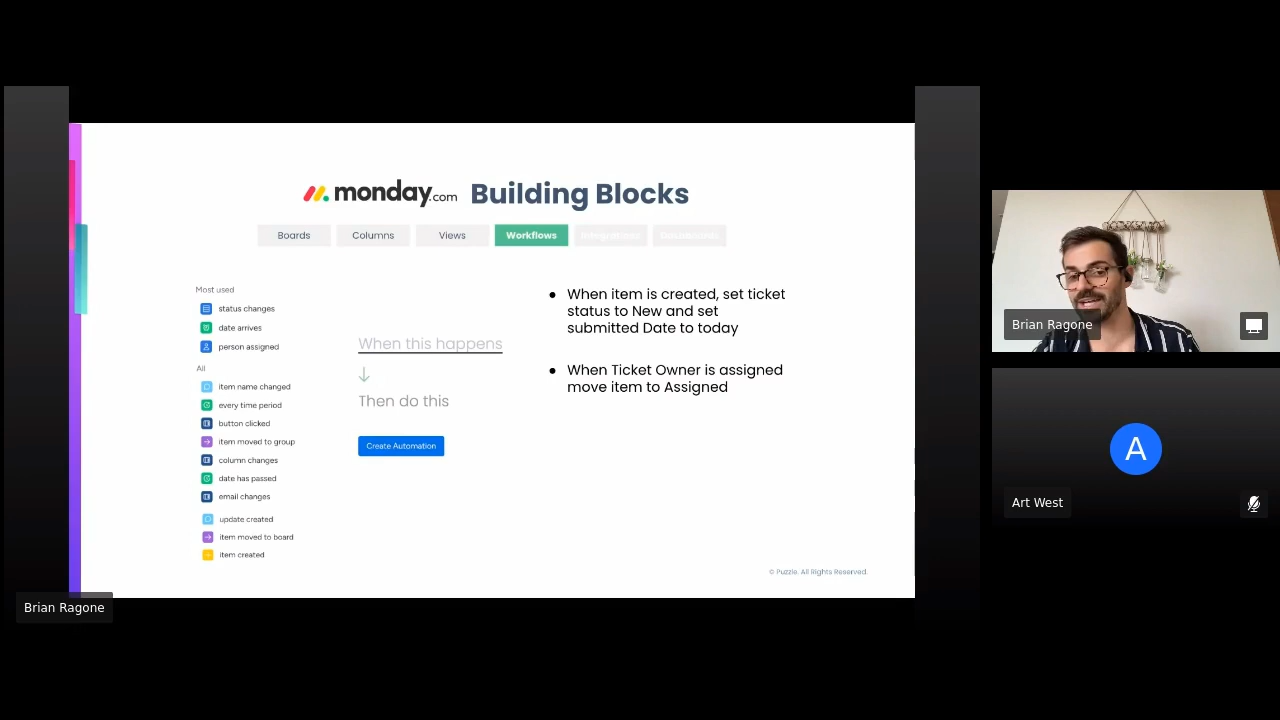 monday.com Building Blocks
Boards
Columns
Views
Workflows
Integrations
Dashboards
Most used
status changes
date arrives
person assigned
All
item name changed
every time period
button clicked
item moved to group
column changes
date has passed
email changes
update created
item moved to board
item created
When this happens
Then do this
Create Automation
• When item is created, set ticket
status to New and set
submitted Date to today
• When Ticket Owner is assigned
move item to Assigned
© Puzzle. All Rights Reserved.
Brian Ragone
Brian Ragone
A
Art West